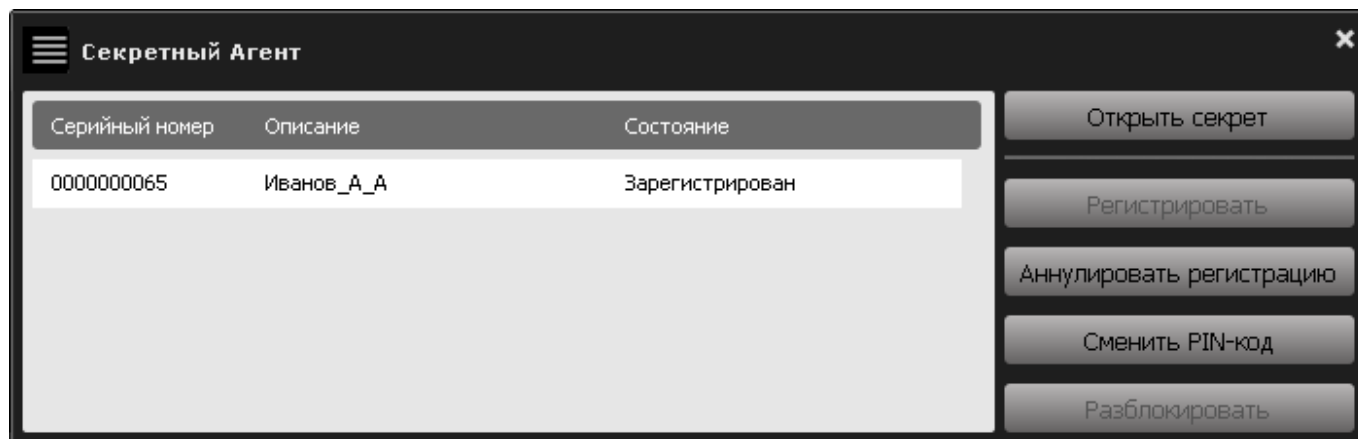 Секретный Агент
Серийный номер Описание Состояние
0000000065 Иванов_А_А Зарегистрирован
Открыть секрет
Регистрировать
Аннулировать регистрацию
Сменить PIN-код
Разблокировать